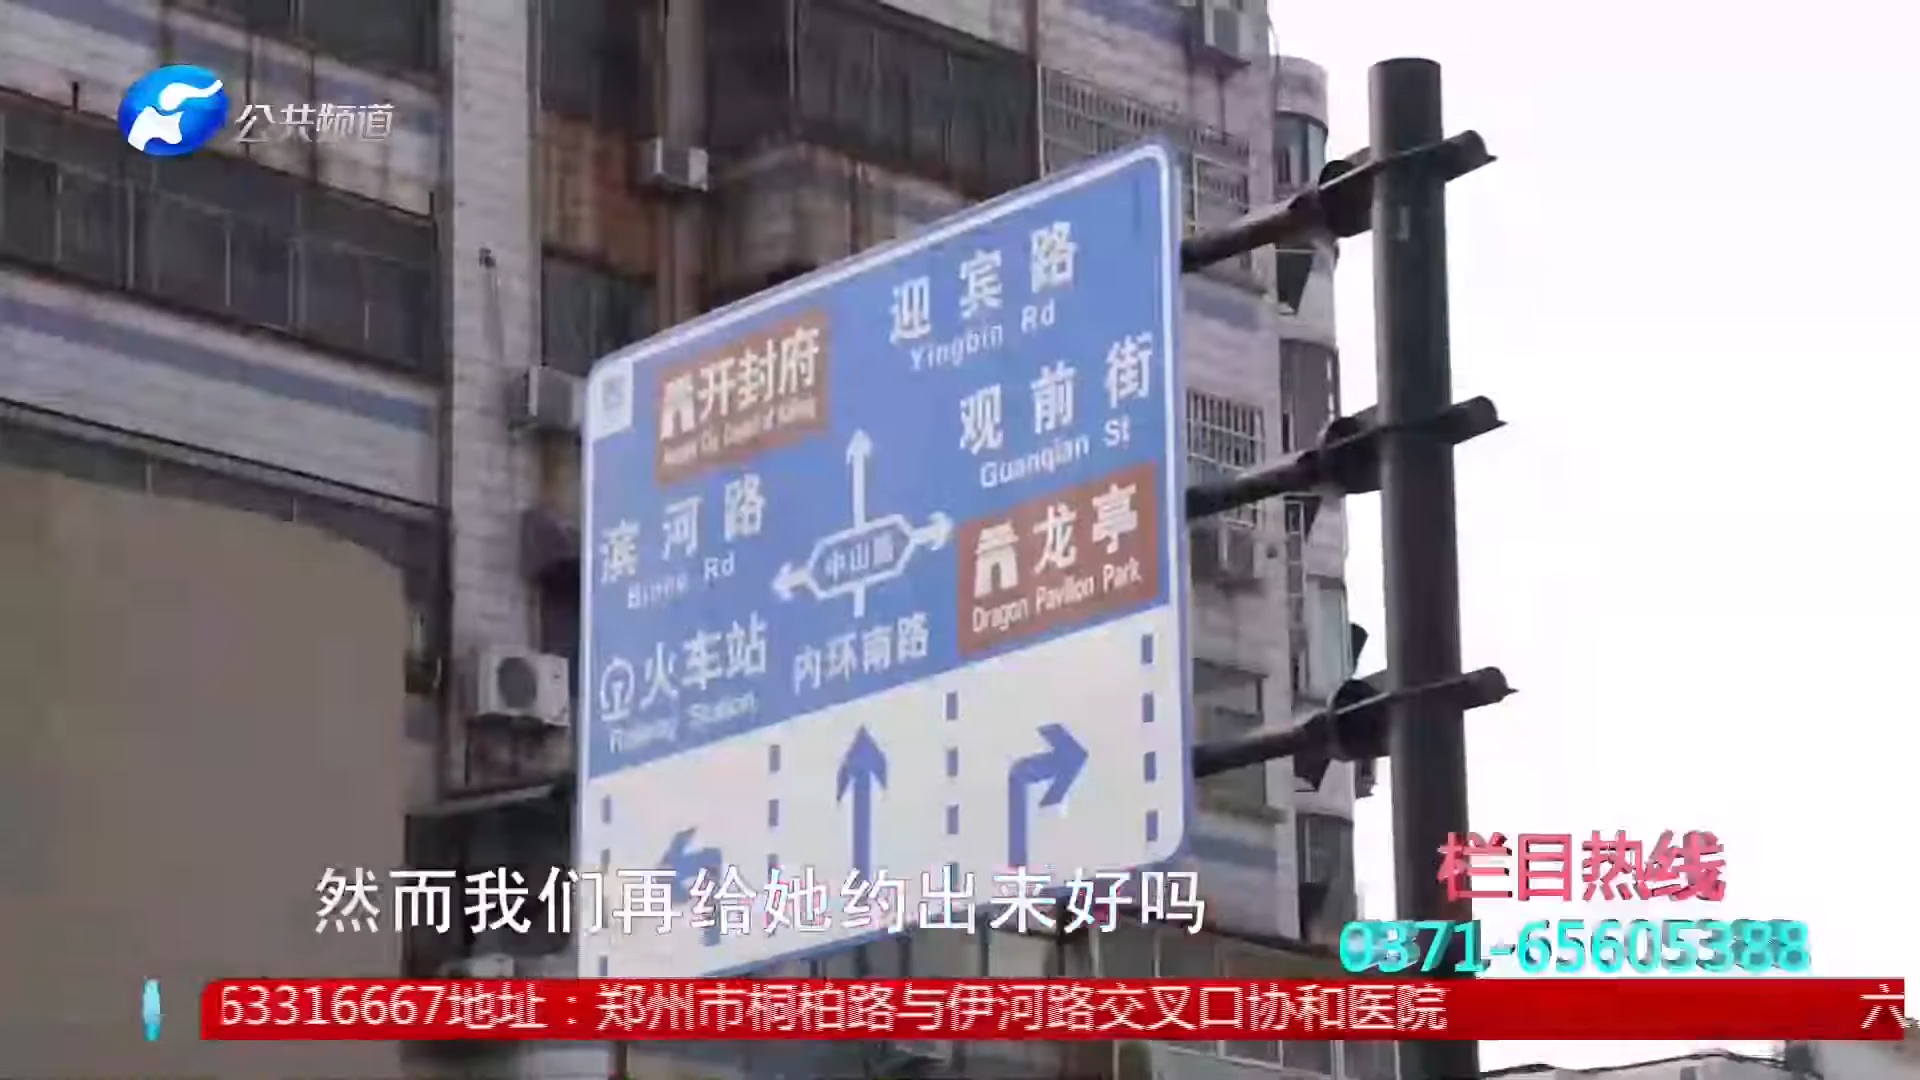 公共频道
迎宾路
Yingbin Rd
开封府
观前街
Guanqian St
滨河路
Binhe Rd
中山路
龙亭
Dragon Pavilion Park
火车站
Railway Station
内环南路
栏目热线
0371-65605388
然而我们再给她约出来好吗
63316667地址：郑州市桐柏路与伊河路交叉口协和医院
六